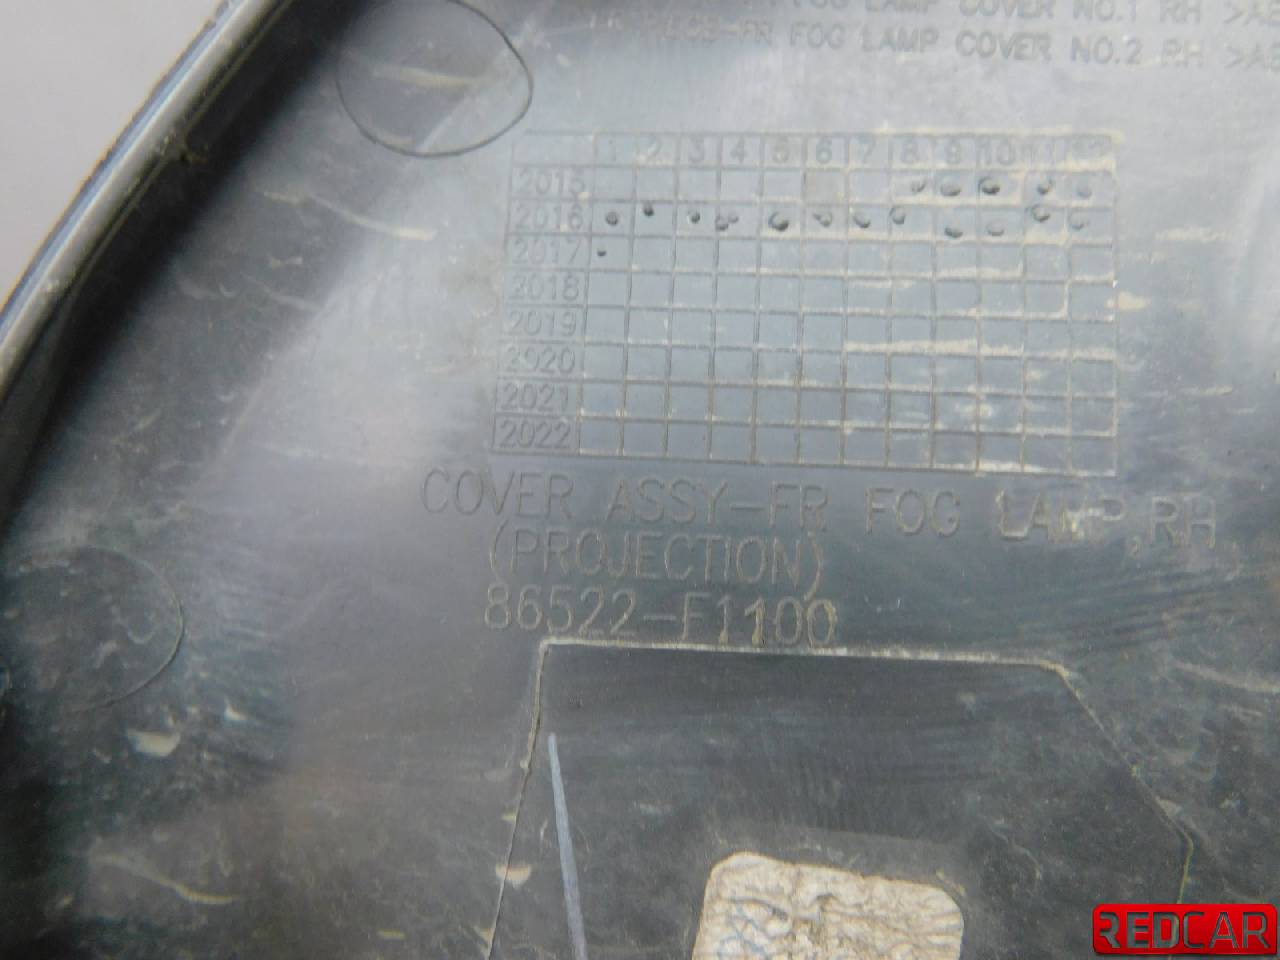 FOG LAMP COVER NO.1 RH >AB
FR FOG LAMP COVER NO.2 RH >AB
1 2 3 4 5 6 7 8 9 10 11 12
2015
2016
2017
2018
2019
2020
2021
2022
COVER ASSY-FR FOG LAMP,RH
(PROJECTION)
86522-F1100
REDCAR